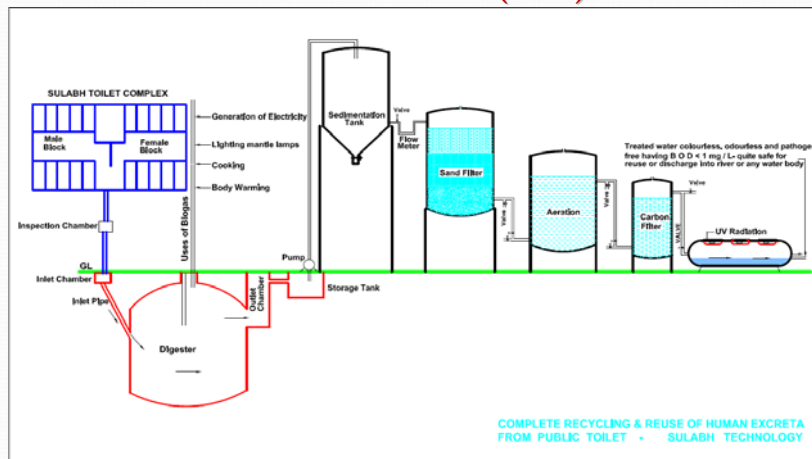 SULABH TOILET COMPLEX
Male
Block
Female
Block
Inspection Chamber
GL
Inlet Chamber
Inlet Pipe
Digester
Uses of Biogas
Generation of Electricity
Lighting mantle lamps
Cooking
Body Warming
Outlet
Chamber
Storage Tank
Pump
Sedimentation
Tank
Valve
Flow
Meter
Sand Filter
Valve
Aeration
Valve
Carbon
Filter
Valve
VALVE
Treated water colourless, odourless and pathoge
free having B O D < 1 mg / L- quite safe for
reuse or discharge into river or any water body
UV Radiation
COMPLETE RECYCLING & REUSE OF HUMAN EXCRETA
FROM PUBLIC TOILET - SULABH TECHNOLOGY